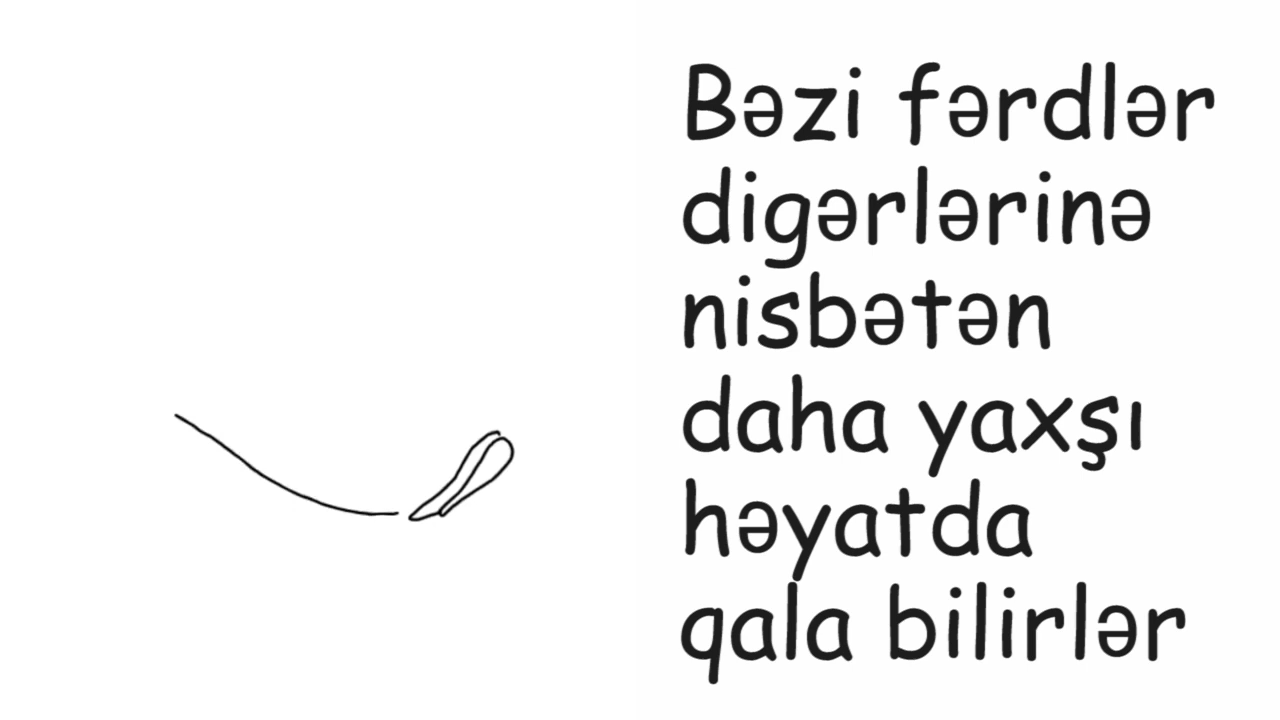 Bəzi fərdlər
digərlərinə
nisbətən
daha yaxşı
həyatda
qala bilirlər